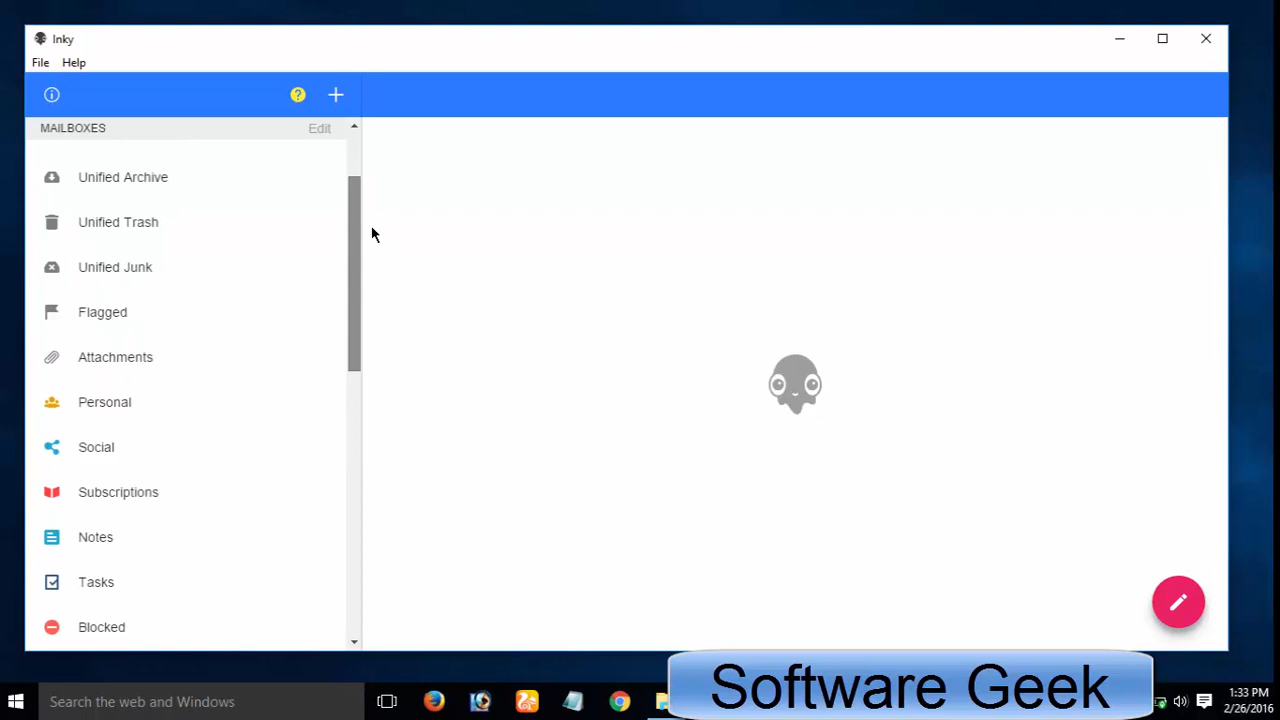 Inky
File Help
MAILBOXES Edit
Unified Archive
Unified Trash
Unified Junk
Flagged
Attachments
Personal
Social
Subscriptions
Notes
Tasks
Blocked
Search the web and Windows
Software Geek
1:33 PM
2/26/2016